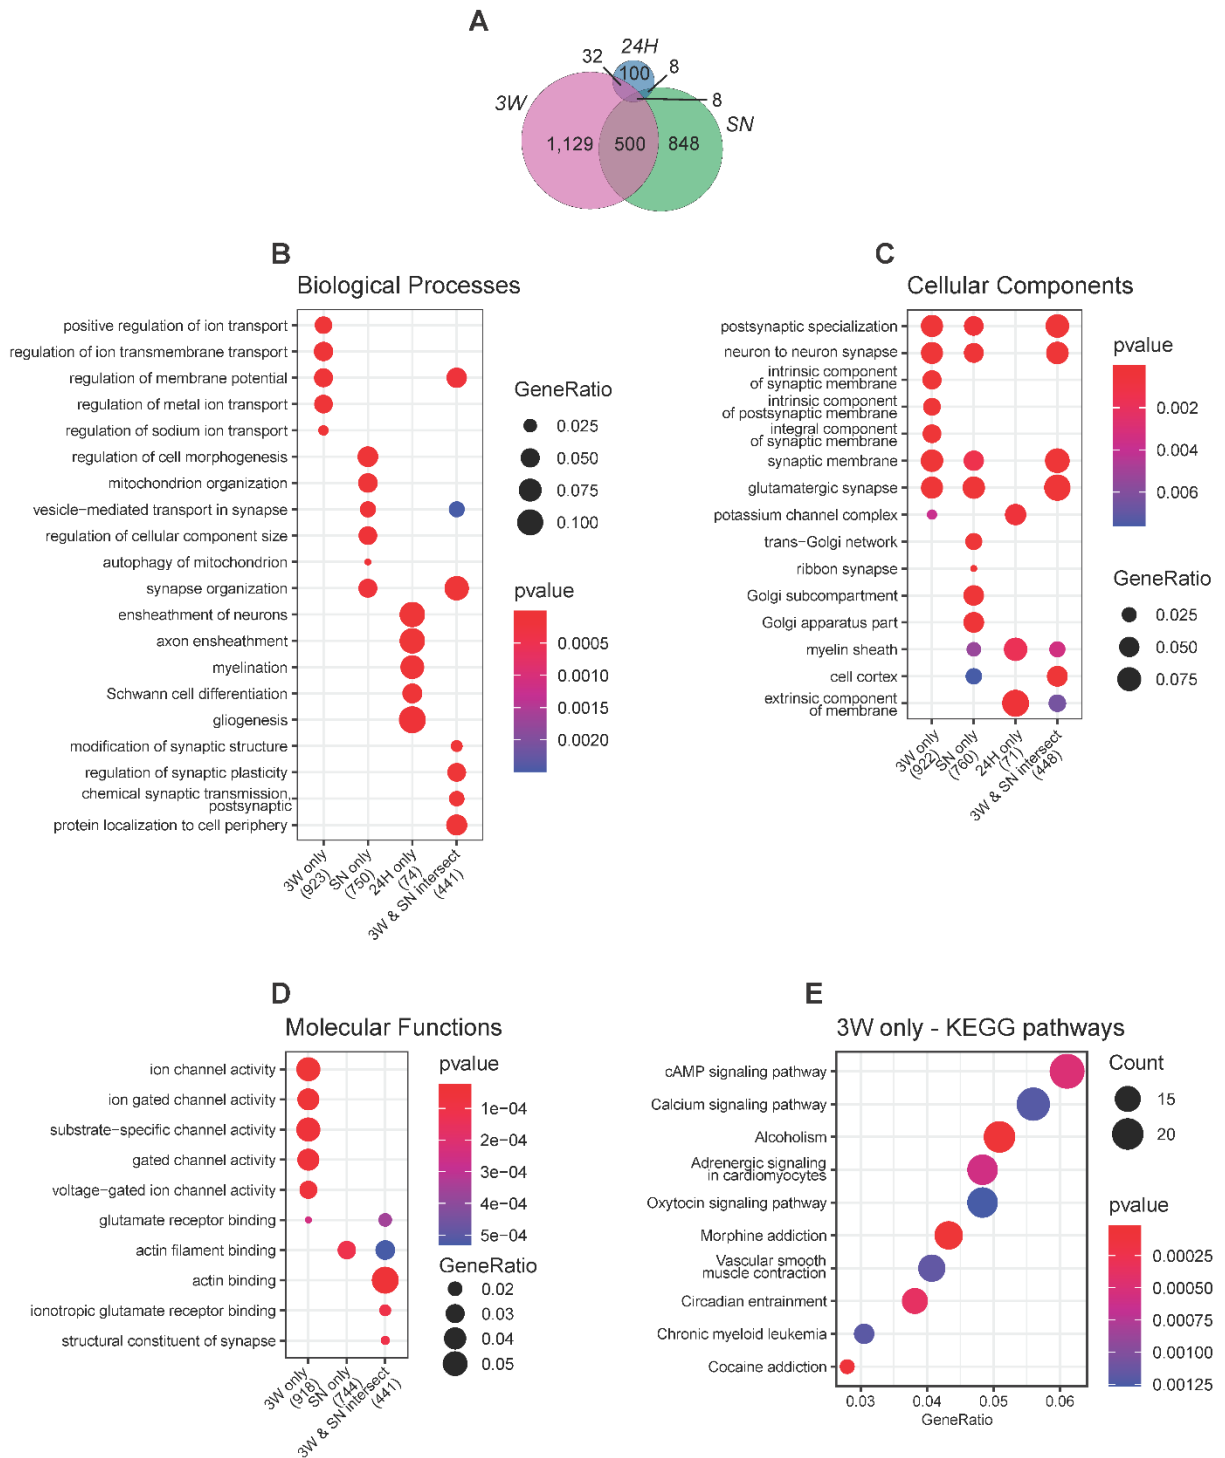 A
24H
32
100
8
8
3W
SN
1,129
500
848
B
Biological Processes
positive regulation of ion transport
regulation of ion transmembrane transport
regulation of membrane potential
regulation of metal ion transport
regulation of sodium ion transport
regulation of cell morphogenesis
mitochondrion organization
vesicle−mediated transport in synapse
regulation of cellular component size
autophagy of mitochondrion
synapse organization
ensheathment of neurons
axon ensheathment
myelination
Schwann cell differentiation
gliogenesis
modification of synaptic structure
regulation of synaptic plasticity
chemical synaptic transmission,
postsynaptic
protein localization to cell periphery
3W only
(923)
SN only
(750)
24H only
(74)
3W & SN intersect
(441)
GeneRatio
0.025
0.050
0.075
0.100
pvalue
0.0005
0.0010
0.0015
0.0020
C
Cellular Components
postsynaptic specialization
neuron to neuron synapse
intrinsic component
of synaptic membrane
intrinsic component
of postsynaptic membrane
integral component
of synaptic membrane
synaptic membrane
glutamatergic synapse
potassium channel complex
trans−Golgi network
ribbon synapse
Golgi subcompartment
Golgi apparatus part
myelin sheath
cell cortex
extrinsic component
of membrane
3W only
(922)
SN only
(760)
24H only
(71)
3W & SN intersect
(448)
pvalue
0.002
0.004
0.006
GeneRatio
0.025
0.050
0.075
D
Molecular Functions
ion channel activity
ion gated channel activity
substrate−specific channel activity
gated channel activity
voltage−gated ion channel activity
glutamate receptor binding
actin filament binding
actin binding
ionotropic glutamate receptor binding
structural constituent of synapse
3W only
(918)
SN only
(744)
3W & SN intersect
(441)
pvalue
1e−04
2e−04
3e−04
4e−04
5e−04
GeneRatio
0.02
0.03
0.04
0.05
E
3W only - KEGG pathways
cAMP signaling pathway
Calcium signaling pathway
Alcoholism
Adrenergic signaling
in cardiomyocytes
Oxytocin signaling pathway
Morphine addiction
Vascular smooth
muscle contraction
Circadian entrainment
Chronic myeloid leukemia
Cocaine addiction
0.03
0.04
0.05
0.06
GeneRatio
Count
15
20
pvalue
0.00025
0.00050
0.00075
0.00100
0.00125